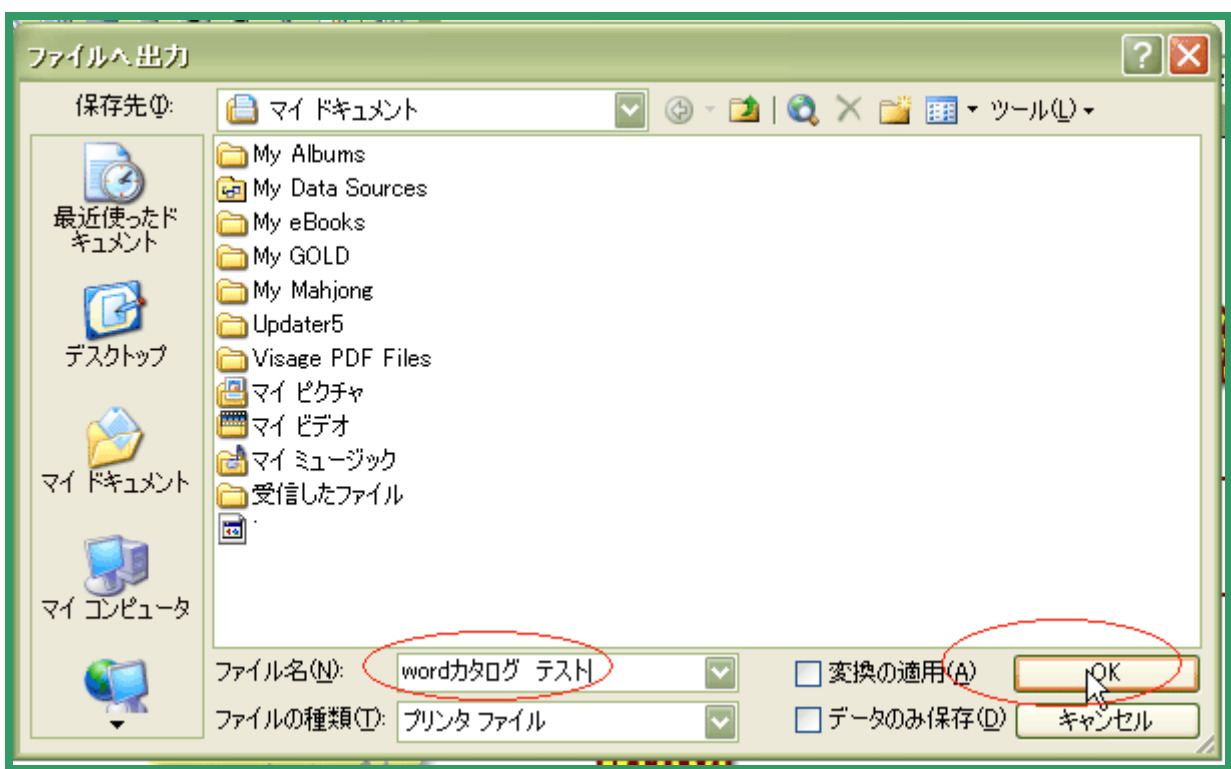 ファイルへ出力
保存先(I):
マイ ドキュメント
ツール(L)
最近使ったド
キュメント
デスクトップ
マイ ドキュメント
マイ コンピュータ
My Albums
My Data Sources
My eBooks
My GOLD
My Mahjong
Updater5
Visage PDF Files
マイ ピクチャ
マイ ビデオ
マイ ミュージック
受信したファイル
ファイル名(N):
wordカタログ テスト
変換の適用(A)
OK
ファイルの種類(T):
プリンタ ファイル
データのみ保存(D)
キャンセル